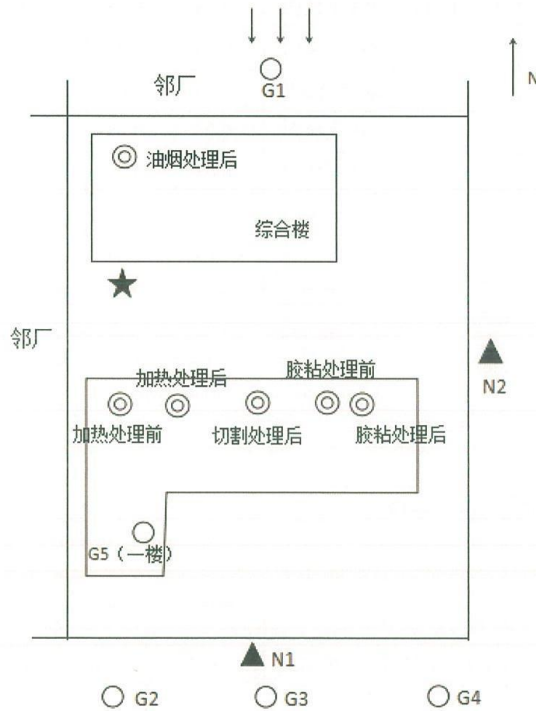 N
邻厂
G1
油烟处理后
综合楼
邻厂
加热处理后
胶粘处理前
N2
加热处理前
切割处理后
胶粘处理后
G5（一楼）
N1
G2
G3
G4